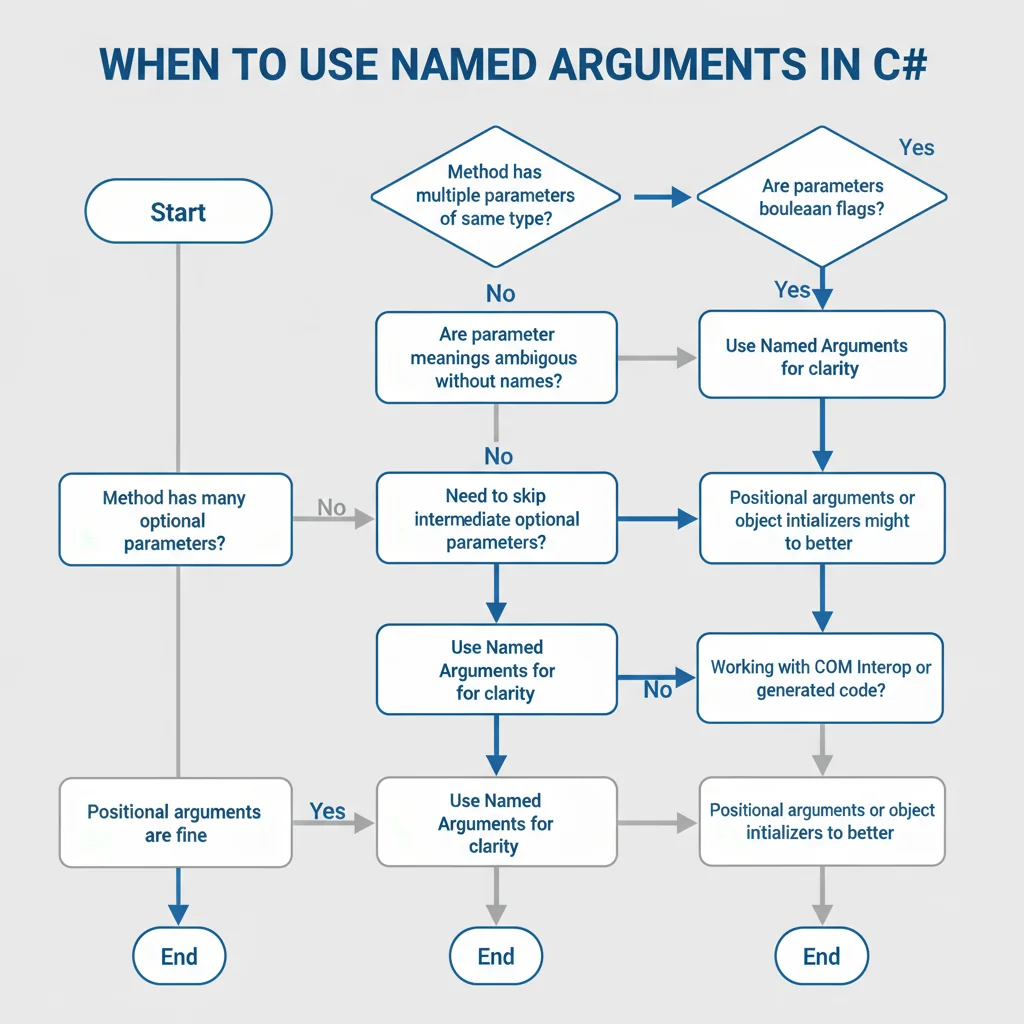 WHEN TO USE NAMED ARGUMENTS IN C#
Start
Method has
multiple parameters
of same type?
Yes
Are parameters
bouleaan flags?
No
Yes
Are parameter
meanings ambigous
without names?
Use Named Arguments
for clarity
No
Method has many
optional
parameters?
No
Need to skip
intermediate optional
parameters?
Positional arguments or
object intializers might
to better
Use Named
Arguments for
for clarity
No
Working with COM Interop or
generated code?
Positional arguments
are fine
Yes
Use Named
Arguments for
clarity
Positional arguments or object
intializers to better
End
End
End